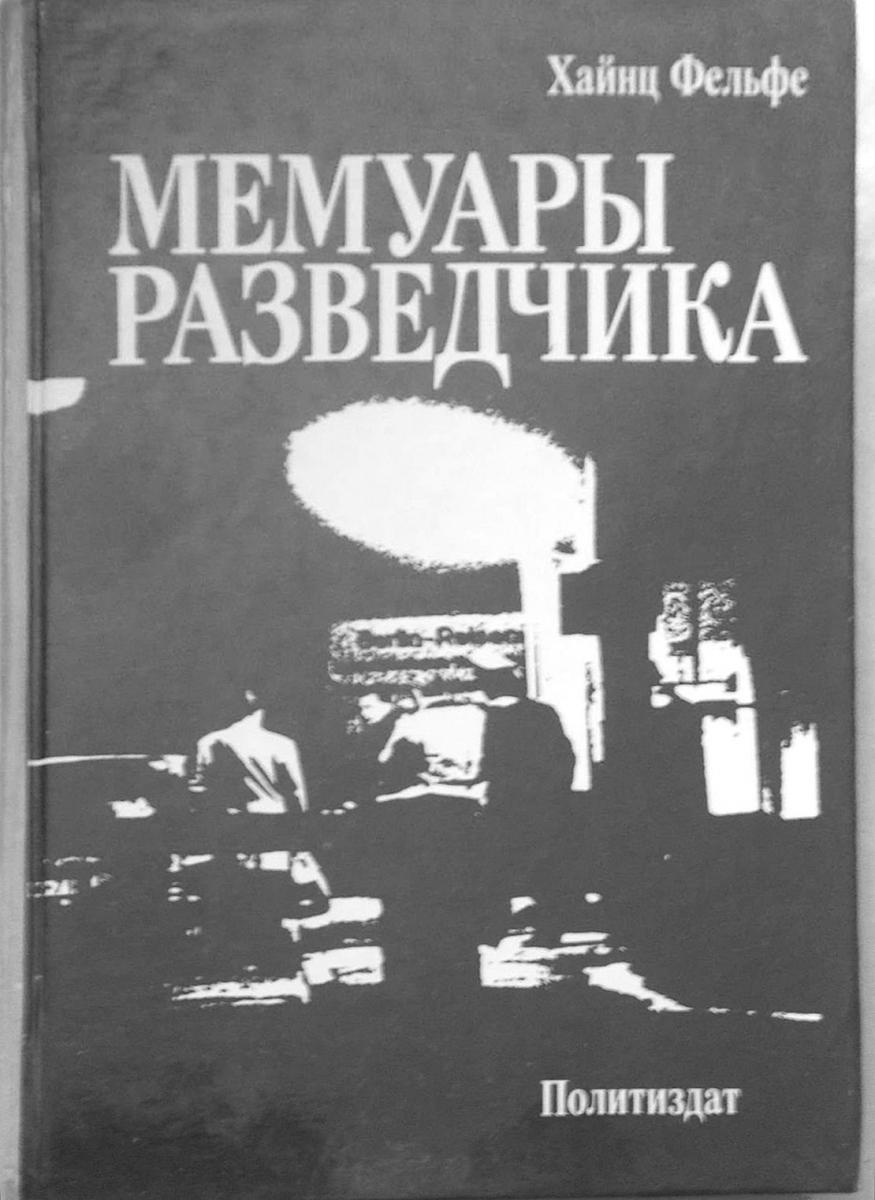 Хайнц Фельфе
МЕМУАРЫ
РАЗВЕДЧИКА
Политиздат